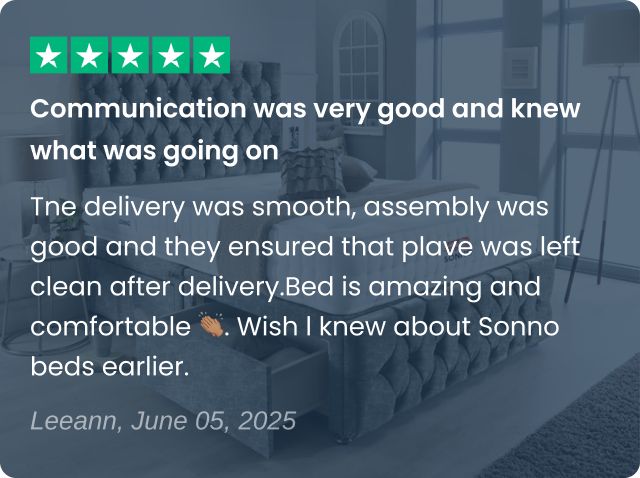 Communication was very good and knew
what was going on
Tne delivery was smooth, assembly was
good and they ensured that plave was left
clean after delivery.Bed is amazing and
comfortable 👏🏽. Wish I knew about Sonno
beds earlier.
Leeann, June 05, 2025